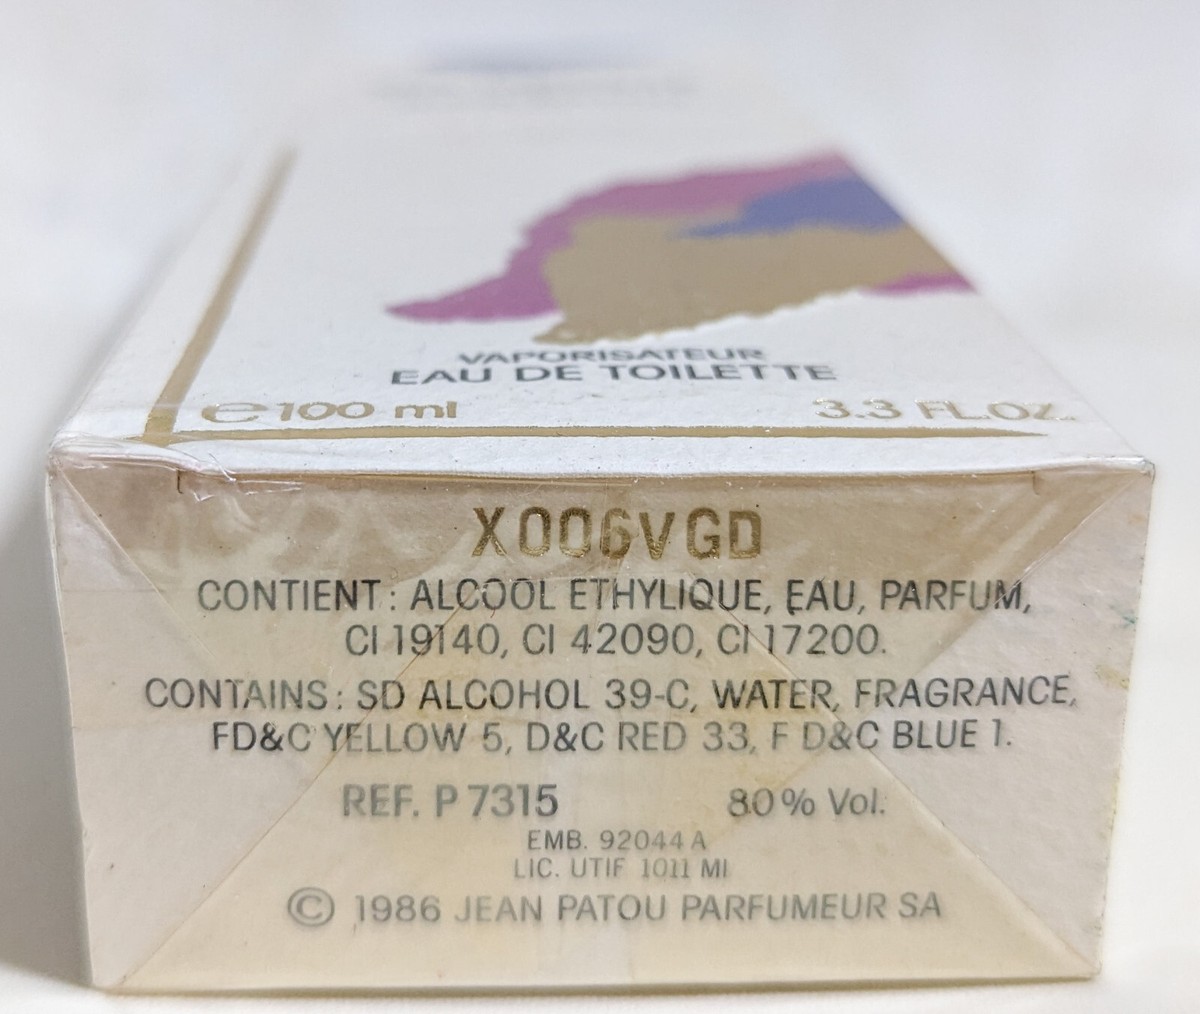 VAPORISATEUR
EAU DE TOILETTE
e 100 ml 3.3 FL.OZ.
X006VGD
CONTIENT : ALCOOL ETHYLIQUE, EAU, PARFUM,
CI 19140, CI 42090, CI 17200.
CONTAINS : SD ALCOHOL 39-C, WATER, FRAGRANCE,
FD&C YELLOW 5, D&C RED 33, F D&C BLUE 1.
REF. P 7315 80% Vol.
EMB. 92044 A
LIC. UTIF 1011 MI
© 1986 JEAN PATOU PARFUMEUR SA